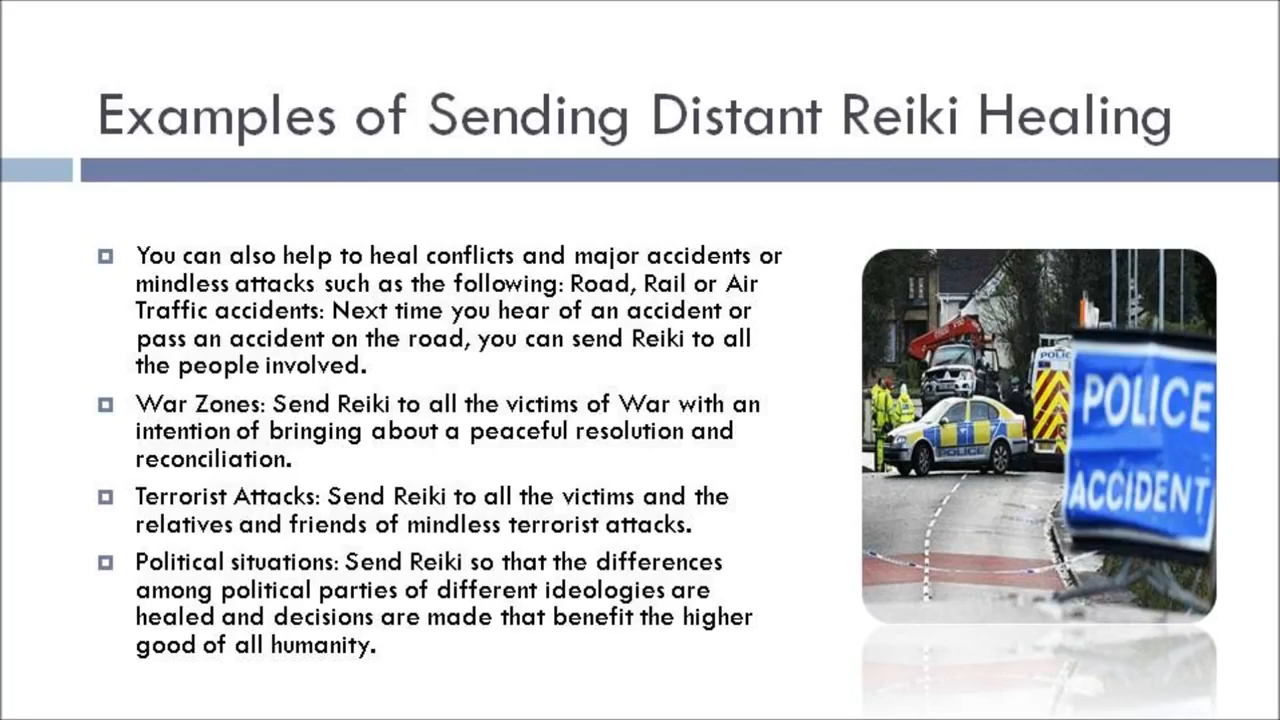 Examples of Sending Distant Reiki Healing
You can also help to heal conflicts and major accidents or
mindless attacks such as the following: Road, Rail or Air
Traffic accidents: Next time you hear of an accident or
pass an accident on the road, you can send Reiki to all
the people involved.
War Zones: Send Reiki to all the victims of War with an
intention of bringing about a peaceful resolution and
reconciliation.
Terrorist Attacks: Send Reiki to all the victims and the
relatives and friends of mindless terrorist attacks.
Political situations: Send Reiki so that the differences
among political parties of different ideologies are
healed and decisions are made that benefit the higher
good of all humanity.
POLICE
POLICE
ACCIDENT